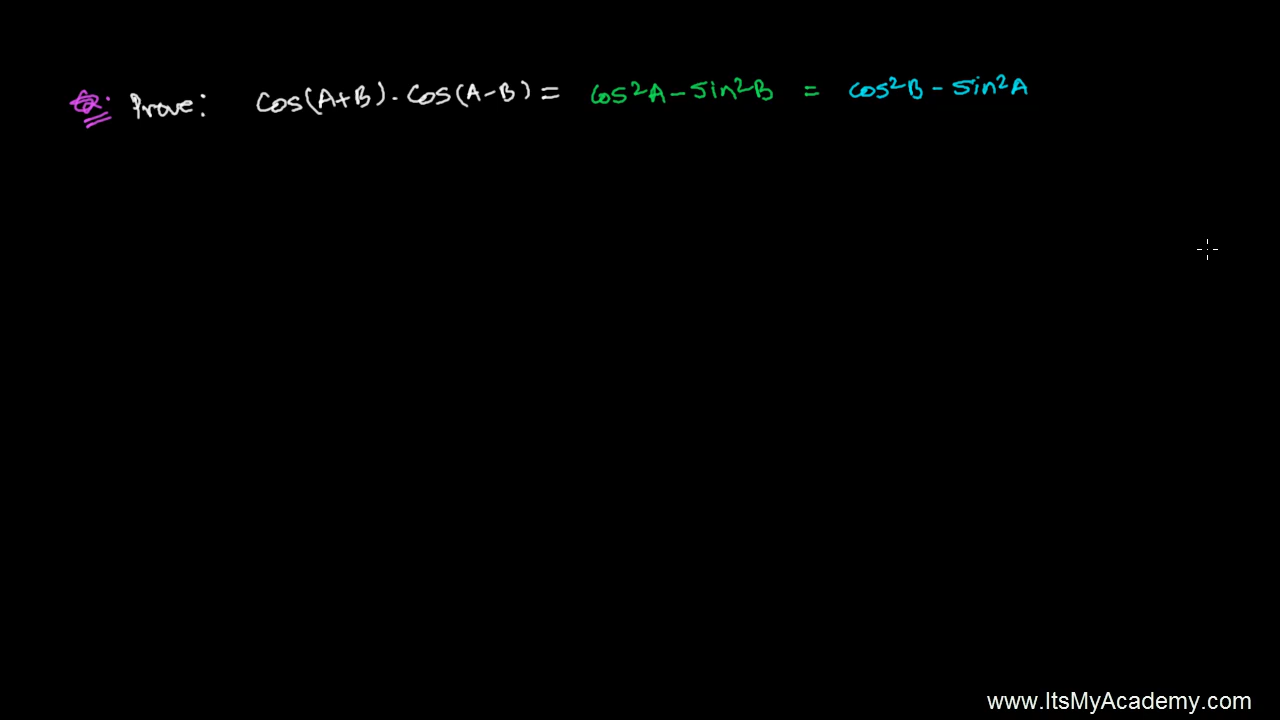 Q. Prove: Cos(A+B). Cos(A-B) = cos²A - sin²B = cos²B - sin²A
www.ItsMyAcademy.com